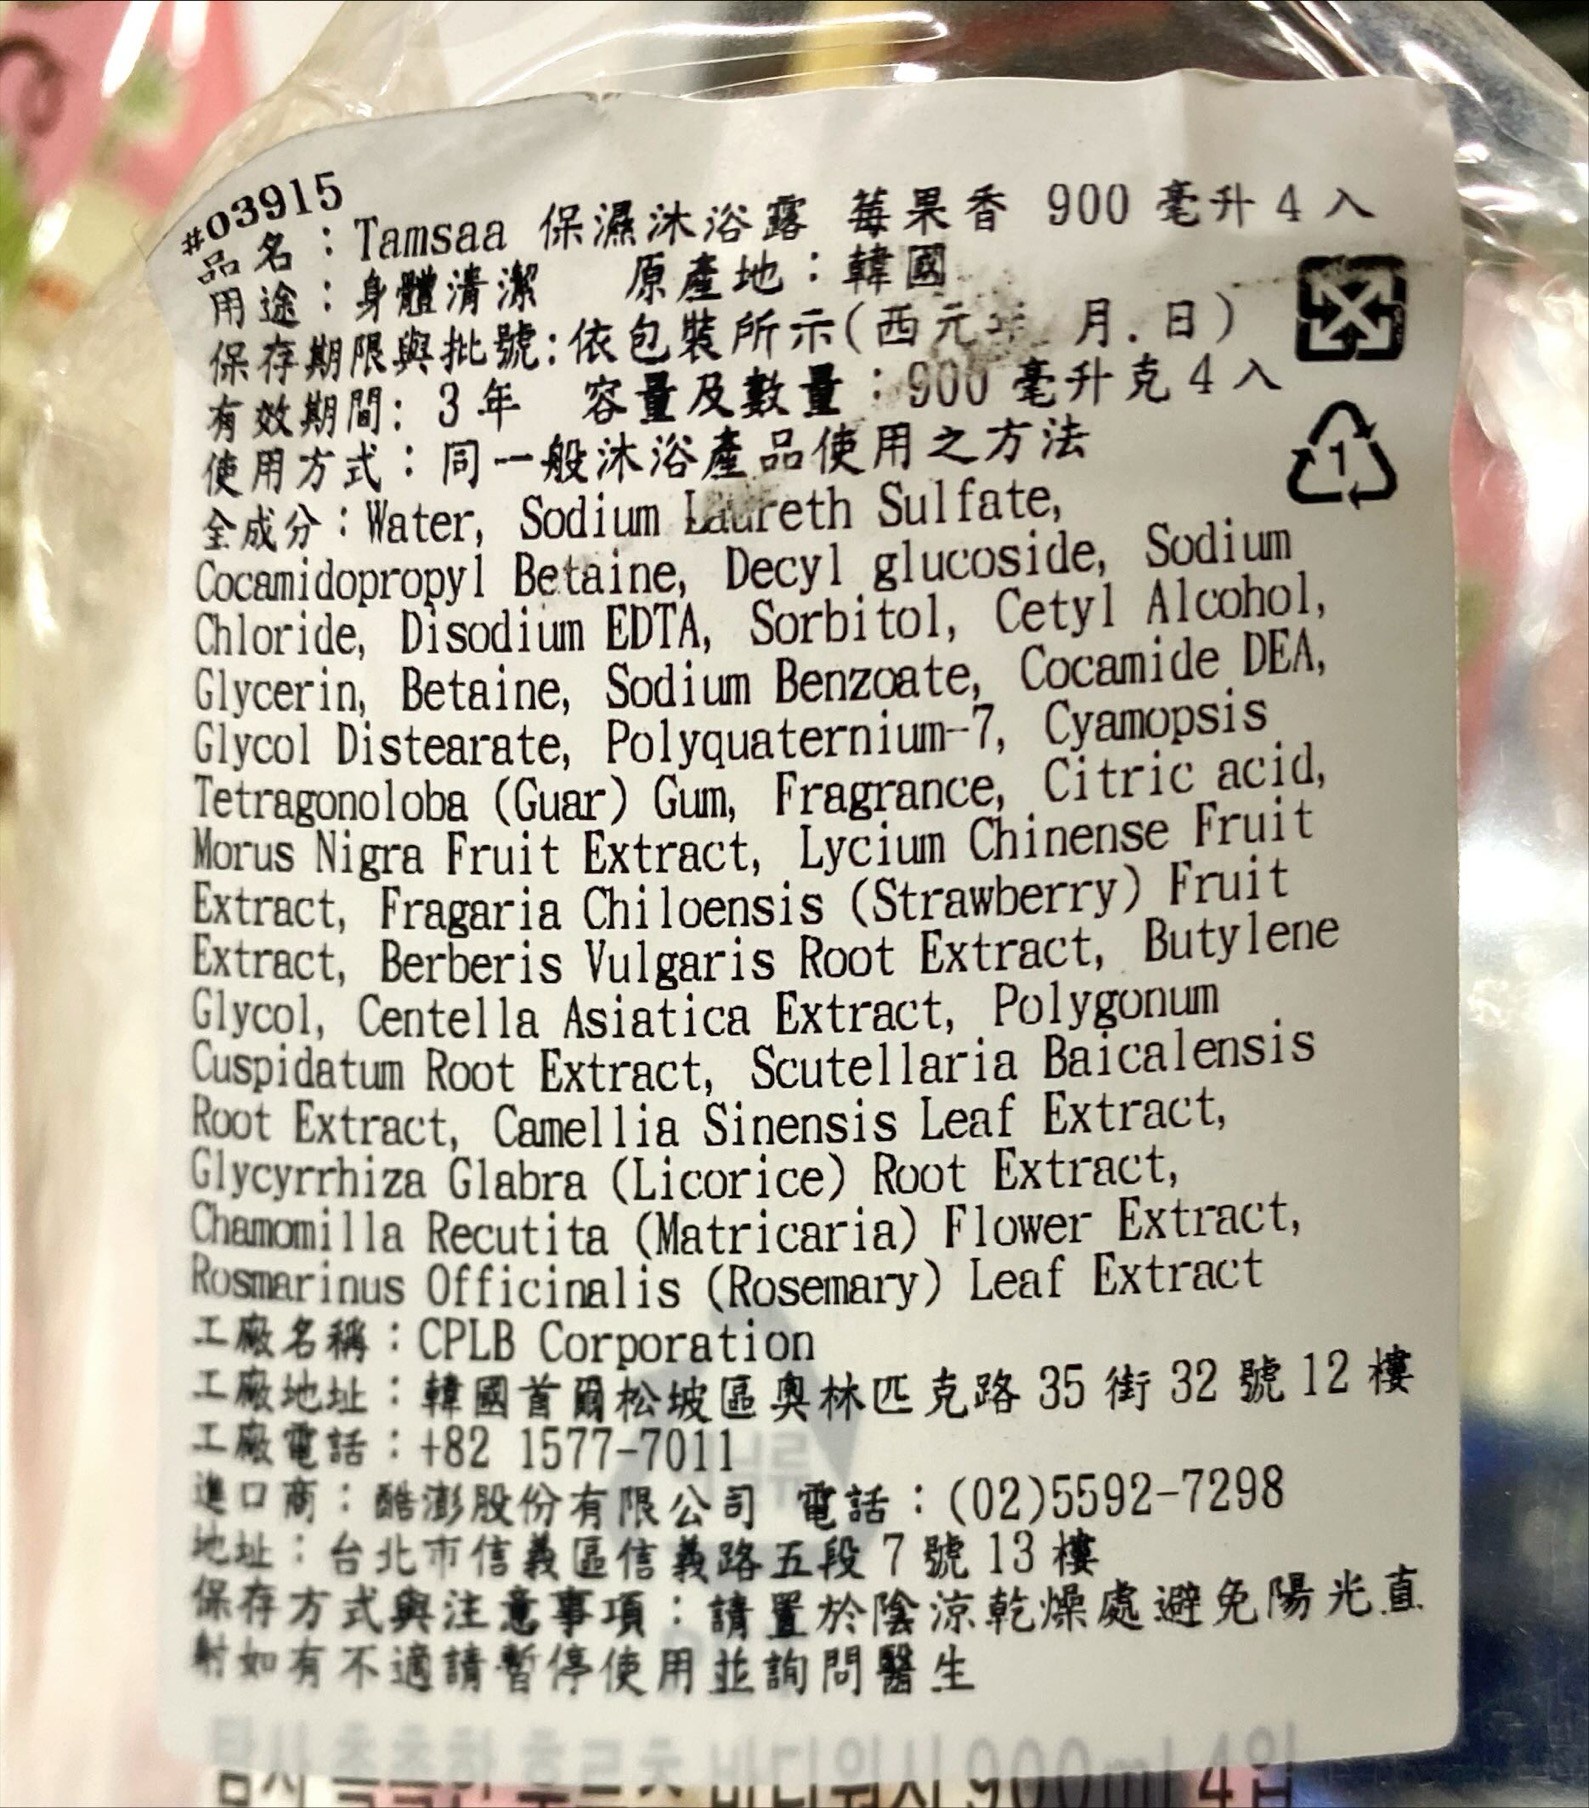 #03915
品名：Tamsaa 保濕沐浴露 莓果香 900 毫升 4 入
用途：身體清潔 原產地：韓國
保存期限與批號:依包裝所示(西元年.月.日)
有效期間: 3 年 容量及數量：900 毫升克 4 入
使用方式：同一般沐浴產品使用之方法
1
全成分：Water, Sodium Laureth Sulfate,
Cocamidopropyl Betaine, Decyl glucoside, Sodium
Chloride, Disodium EDTA, Sorbitol, Cetyl Alcohol,
Glycerin, Betaine, Sodium Benzoate, Cocamide DEA,
Glycol Distearate, Polyquaternium-7, Cyamopsis
Tetragonoloba (Guar) Gum, Fragrance, Citric acid,
Morus Nigra Fruit Extract, Lycium Chinense Fruit
Extract, Fragaria Chiloensis (Strawberry) Fruit
Extract, Berberis Vulgaris Root Extract, Butylene
Glycol, Centella Asiatica Extract, Polygonum
Cuspidatum Root Extract, Scutellaria Baicalensis
Root Extract, Camellia Sinensis Leaf Extract,
Glycyrrhiza Glabra (Licorice) Root Extract,
Chamomilla Recutita (Matricaria) Flower Extract,
Rosmarinus Officinalis (Rosemary) Leaf Extract
工廠名稱：CPLB Corporation
工廠地址：韓國首爾松坡區奧林匹克路 35 街 32 號 12 樓
工廠電話：+82 1577-7011
進口商：酷澎股份有限公司 電話：(02)5592-7298
地址：台北市信義區信義路五段 7 號 13 樓
保存方式與注意事項：請置於陰涼乾燥處避免陽光直
射如有不適請暫停使用並詢問醫生
바디워시 900ml 4입